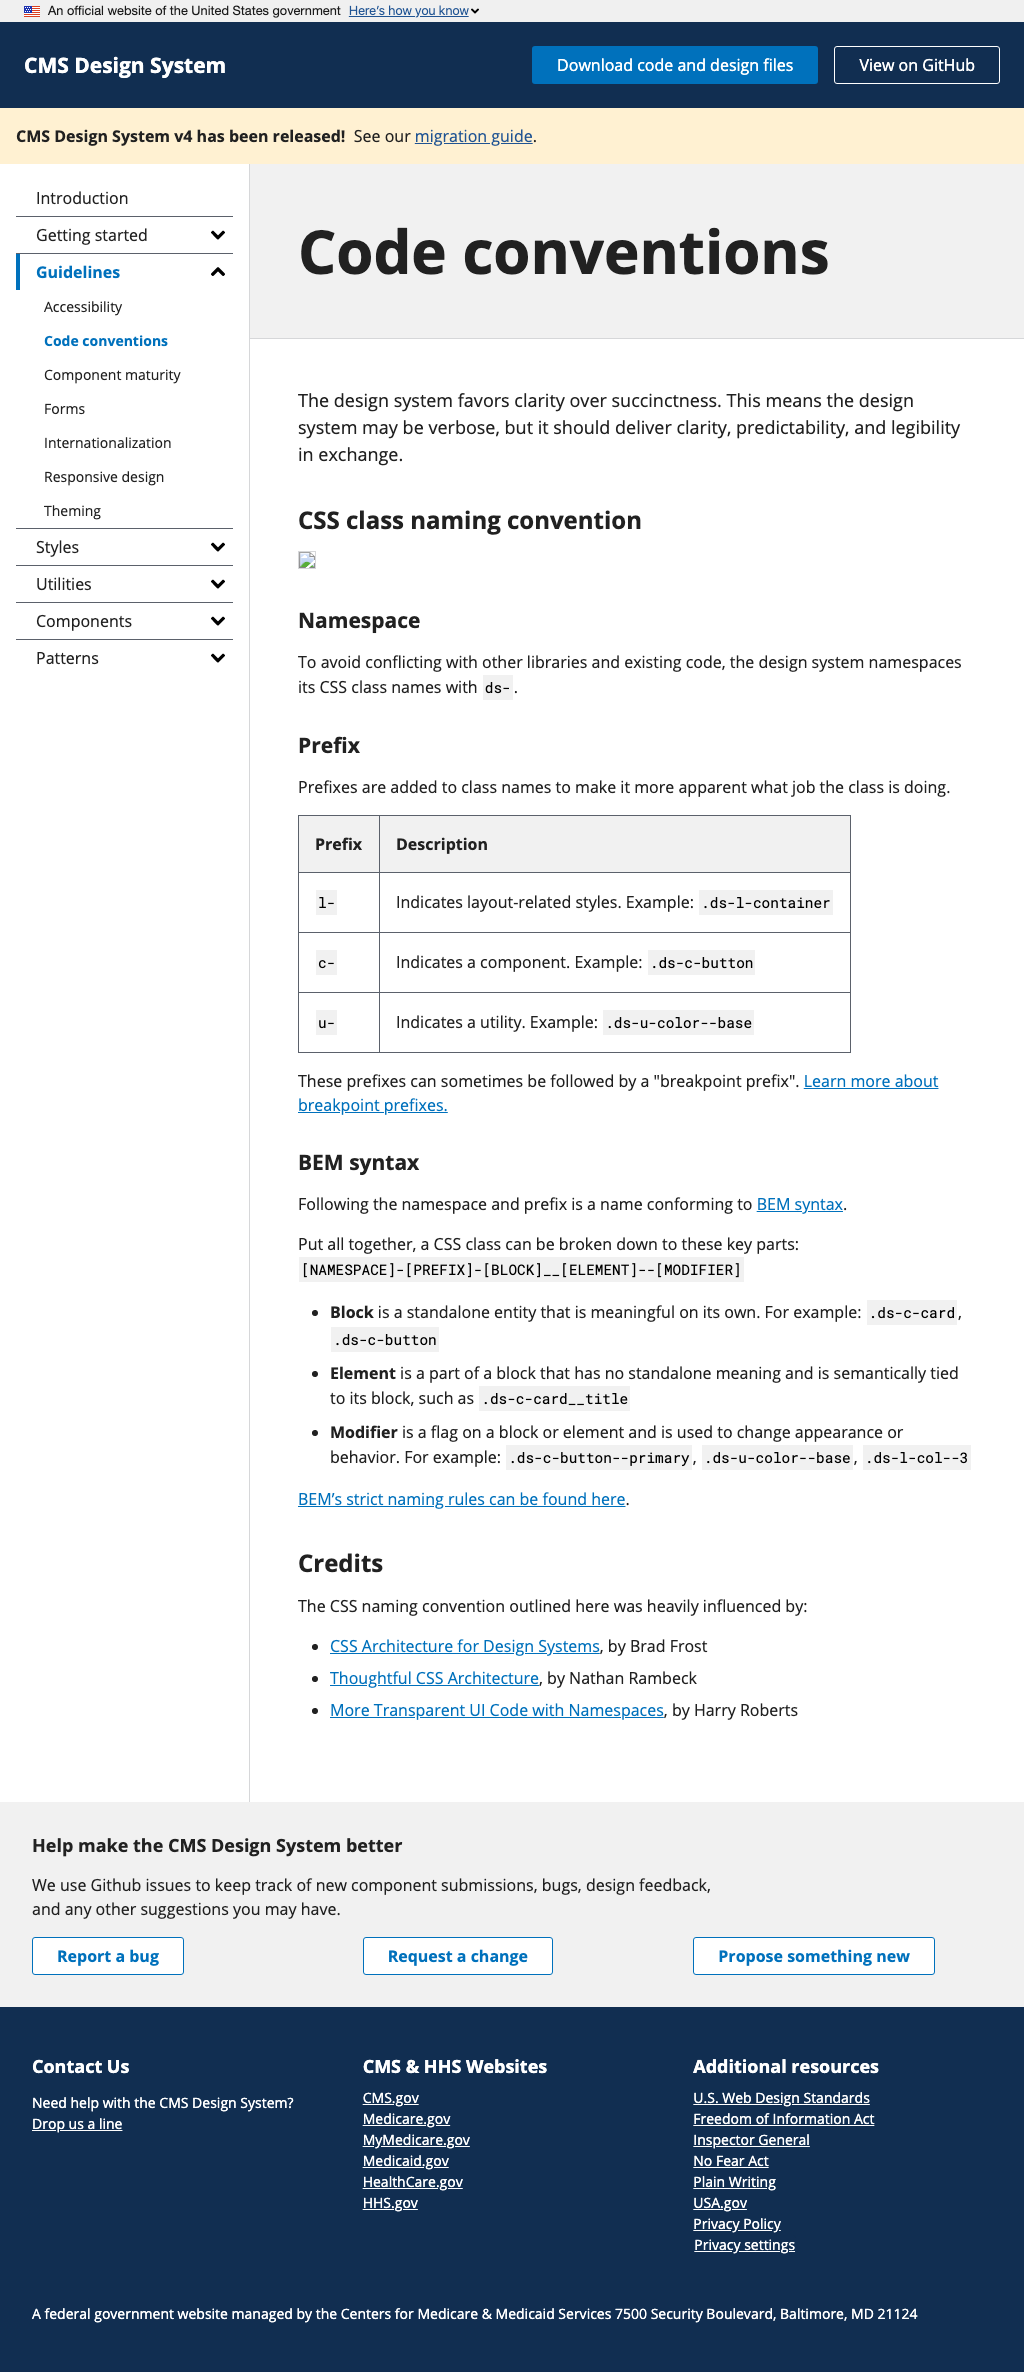 An official website of the United States government Here's how you know
CMS Design System
Download code and design files
View on GitHub
CMS Design System v4 has been released! See our migration guide.
Introduction
Getting started
Guidelines
Accessibility
Code conventions
Component maturity
Forms
Internationalization
Responsive design
Theming
Styles
Utilities
Components
Patterns
Code conventions
The design system favors clarity over succinctness. This means the design
system may be verbose, but it should deliver clarity, predictability, and legibility
in exchange.
CSS class naming convention
Namespace
To avoid conflicting with other libraries and existing code, the design system namespaces
its CSS class names with ds-.
Prefix
Prefixes are added to class names to make it more apparent what job the class is doing.
Prefix Description
l- Indicates layout-related styles. Example: .ds-l-container
c- Indicates a component. Example: .ds-c-button
u- Indicates a utility. Example: .ds-u-color--base
These prefixes can sometimes be followed by a "breakpoint prefix". Learn more about
breakpoint prefixes.
BEM syntax
Following the namespace and prefix is a name conforming to BEM syntax.
Put all together, a CSS class can be broken down to these key parts:
[NAMESPACE]-[PREFIX]-[BLOCK]__[ELEMENT]--[MODIFIER]
• Block is a standalone entity that is meaningful on its own. For example: .ds-c-card,
.ds-c-button
• Element is a part of a block that has no standalone meaning and is semantically tied
to its block, such as .ds-c-card__title
• Modifier is a flag on a block or element and is used to change appearance or
behavior. For example: .ds-c-button--primary, .ds-u-color--base, .ds-l-col--3
BEM’s strict naming rules can be found here.
Credits
The CSS naming convention outlined here was heavily influenced by:
• CSS Architecture for Design Systems, by Brad Frost
• Thoughtful CSS Architecture, by Nathan Rambeck
• More Transparent UI Code with Namespaces, by Harry Roberts
Help make the CMS Design System better
We use Github issues to keep track of new component submissions, bugs, design feedback,
and any other suggestions you may have.
Report a bug
Request a change
Propose something new
Contact Us
Need help with the CMS Design System?
Drop us a line
CMS & HHS Websites
CMS.gov
Medicare.gov
MyMedicare.gov
Medicaid.gov
HealthCare.gov
HHS.gov
Additional resources
U.S. Web Design Standards
Freedom of Information Act
Inspector General
No Fear Act
Plain Writing
USA.gov
Privacy Policy
Privacy settings
A federal government website managed by the Centers for Medicare & Medicaid Services 7500 Security Boulevard, Baltimore, MD 21124